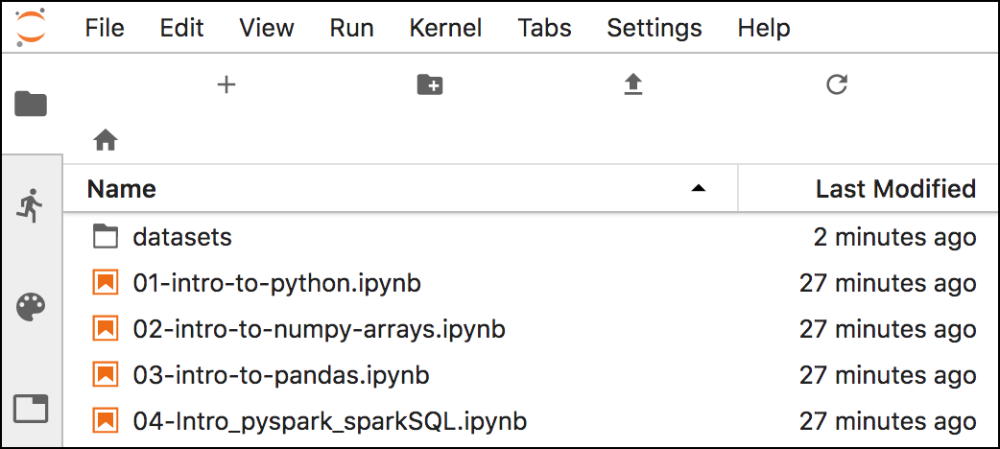 File Edit View Run Kernel Tabs Settings Help
Name Last Modified
datasets 2 minutes ago
01-intro-to-python.ipynb 27 minutes ago
02-intro-to-numpy-arrays.ipynb 27 minutes ago
03-intro-to-pandas.ipynb 27 minutes ago
04-Intro_pyspark_sparkSQL.ipynb 27 minutes ago